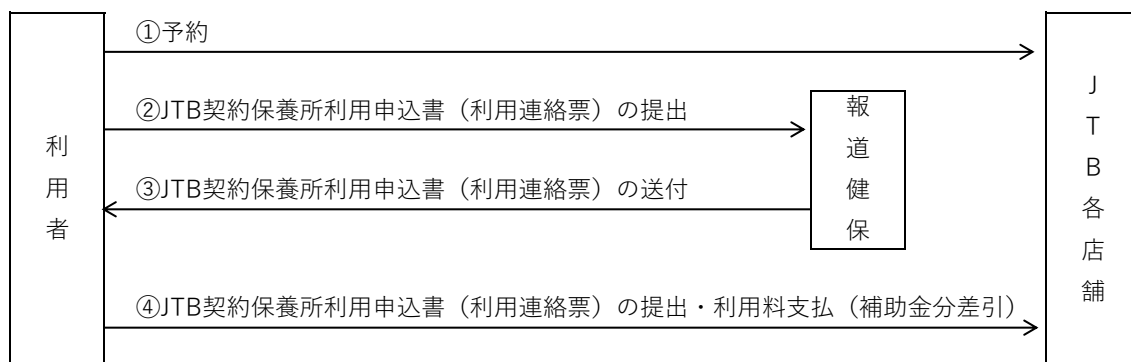 ①予約
②JTB契約保養所利用申込書（利用連絡票）の提出
報道健保
利用者
③JTB契約保養所利用申込書（利用連絡票）の送付
④JTB契約保養所利用申込書（利用連絡票）の提出・利用料支払（補助金分差引）
JTB各店舗